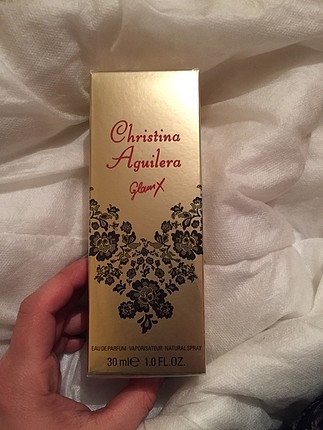 Christina
Aguilera
Glam X
EAU DE PARFUM · VAPORISATEUR · NATURAL SPRAY
30 ml℮ 1.0 FL.OZ.